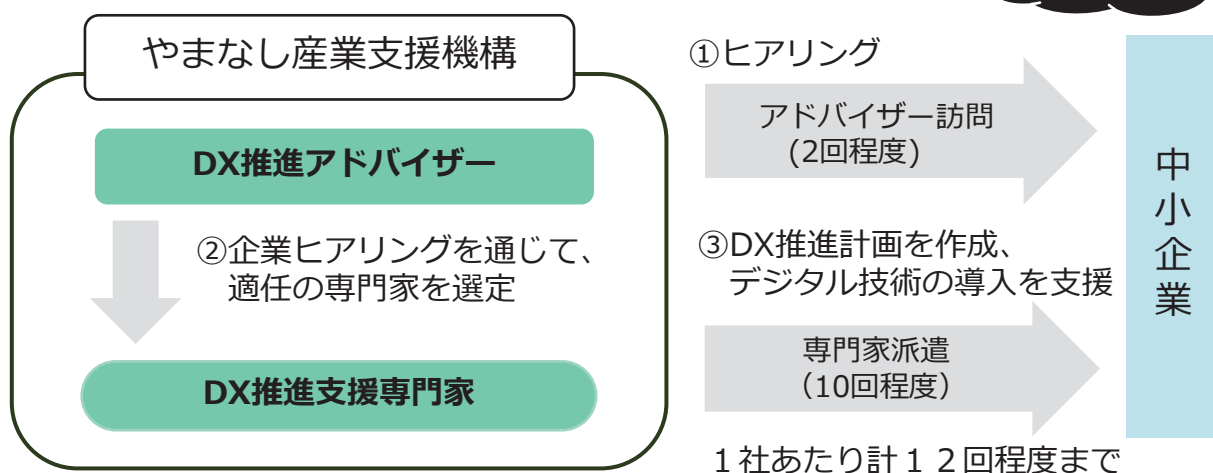 やまなし産業支援機構
DX推進アドバイザー
②企業ヒアリングを通じて、
適任の専門家を選定
DX推進支援専門家
①ヒアリング
アドバイザー訪問
(2回程度)
③DX推進計画を作成、
デジタル技術の導入を支援
専門家派遣
（10回程度）
１社あたり計１２回程度まで
中小企業